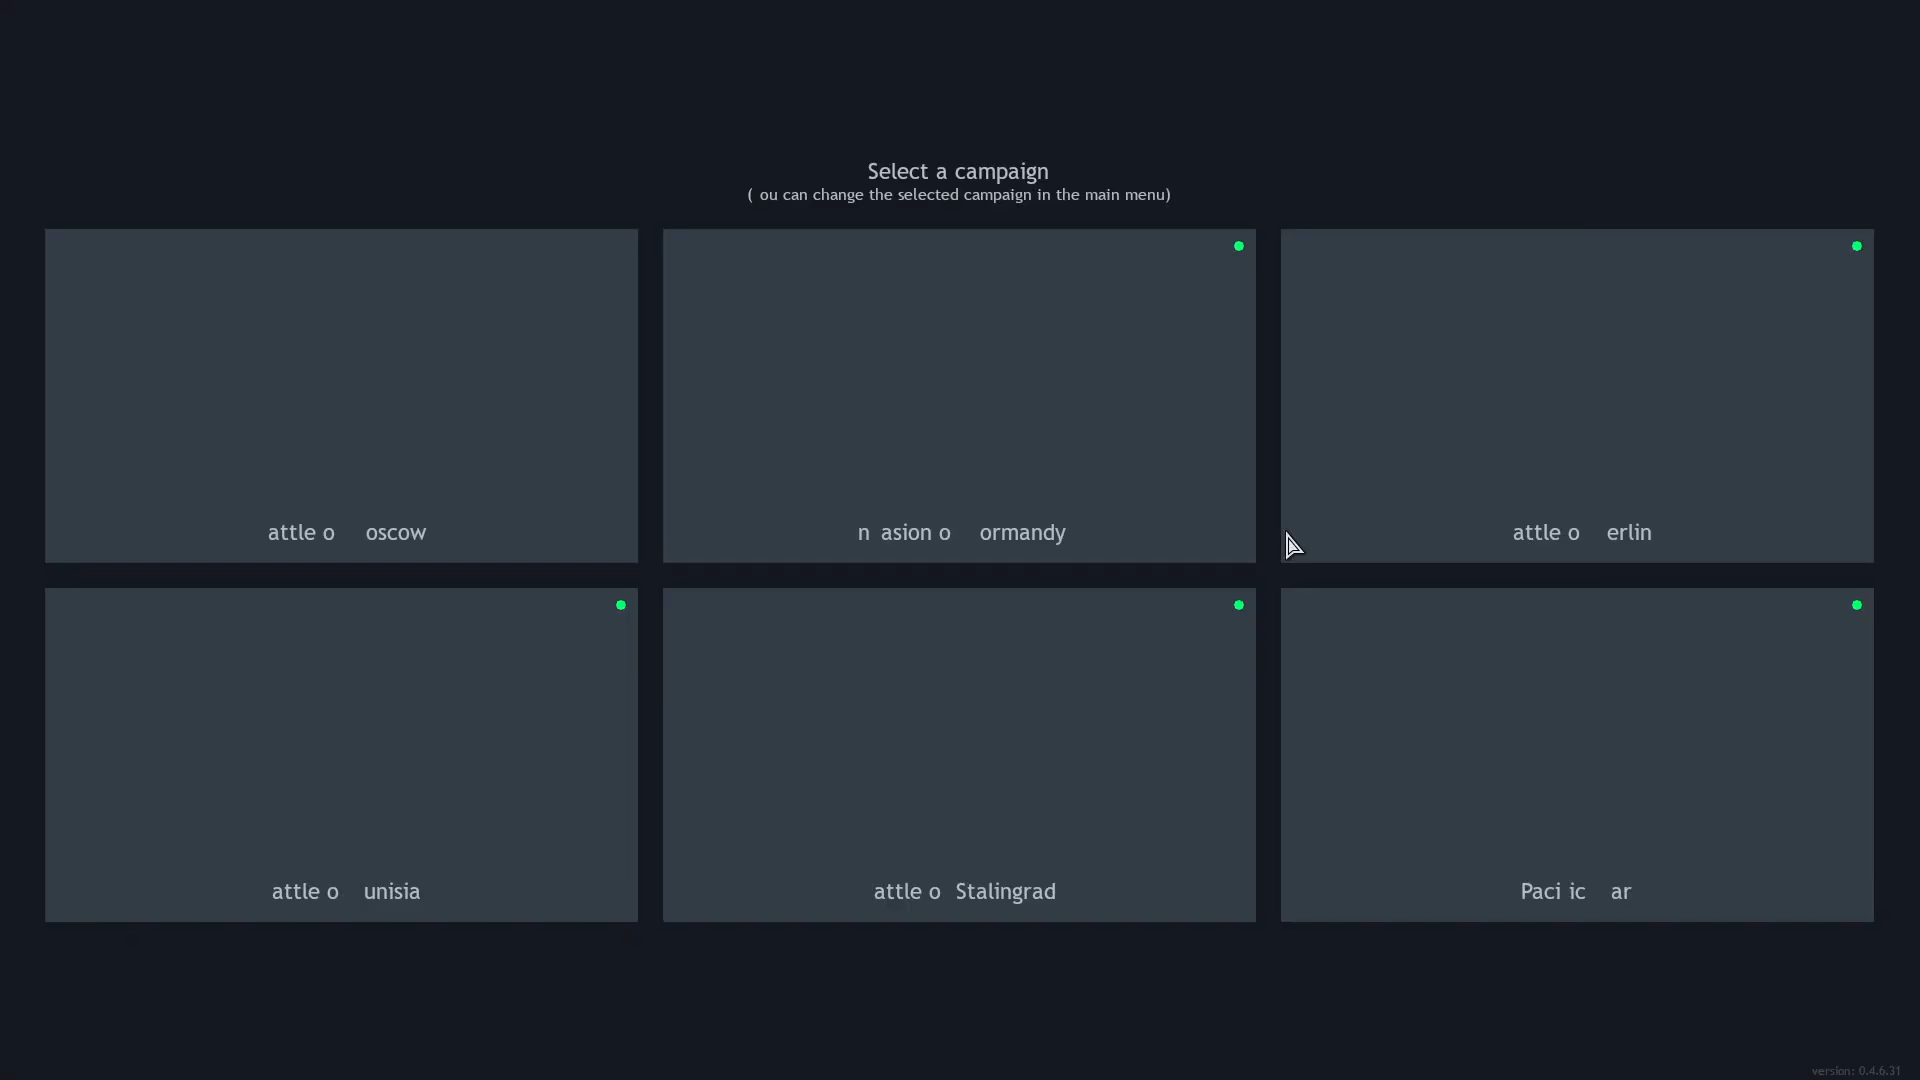 Select a campaign
( ou can change the selected campaign in the main menu)
attle o oscow
n asion o ormandy
attle o erlin
attle o unisia
attle o Stalingrad
Paci ic ar
version: 0.4.6.31